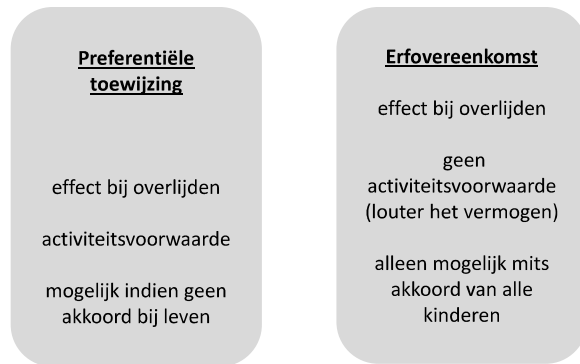 Preferentiële
toewijzing
effect bij overlijden
activiteitsvoorwaarde
mogelijk indien geen
akkoord bij leven
Erfovereenkomst
effect bij overlijden
geen
activiteitsvoorwaarde
(louter het vermogen)
alleen mogelijk mits
akkoord van alle
kinderen